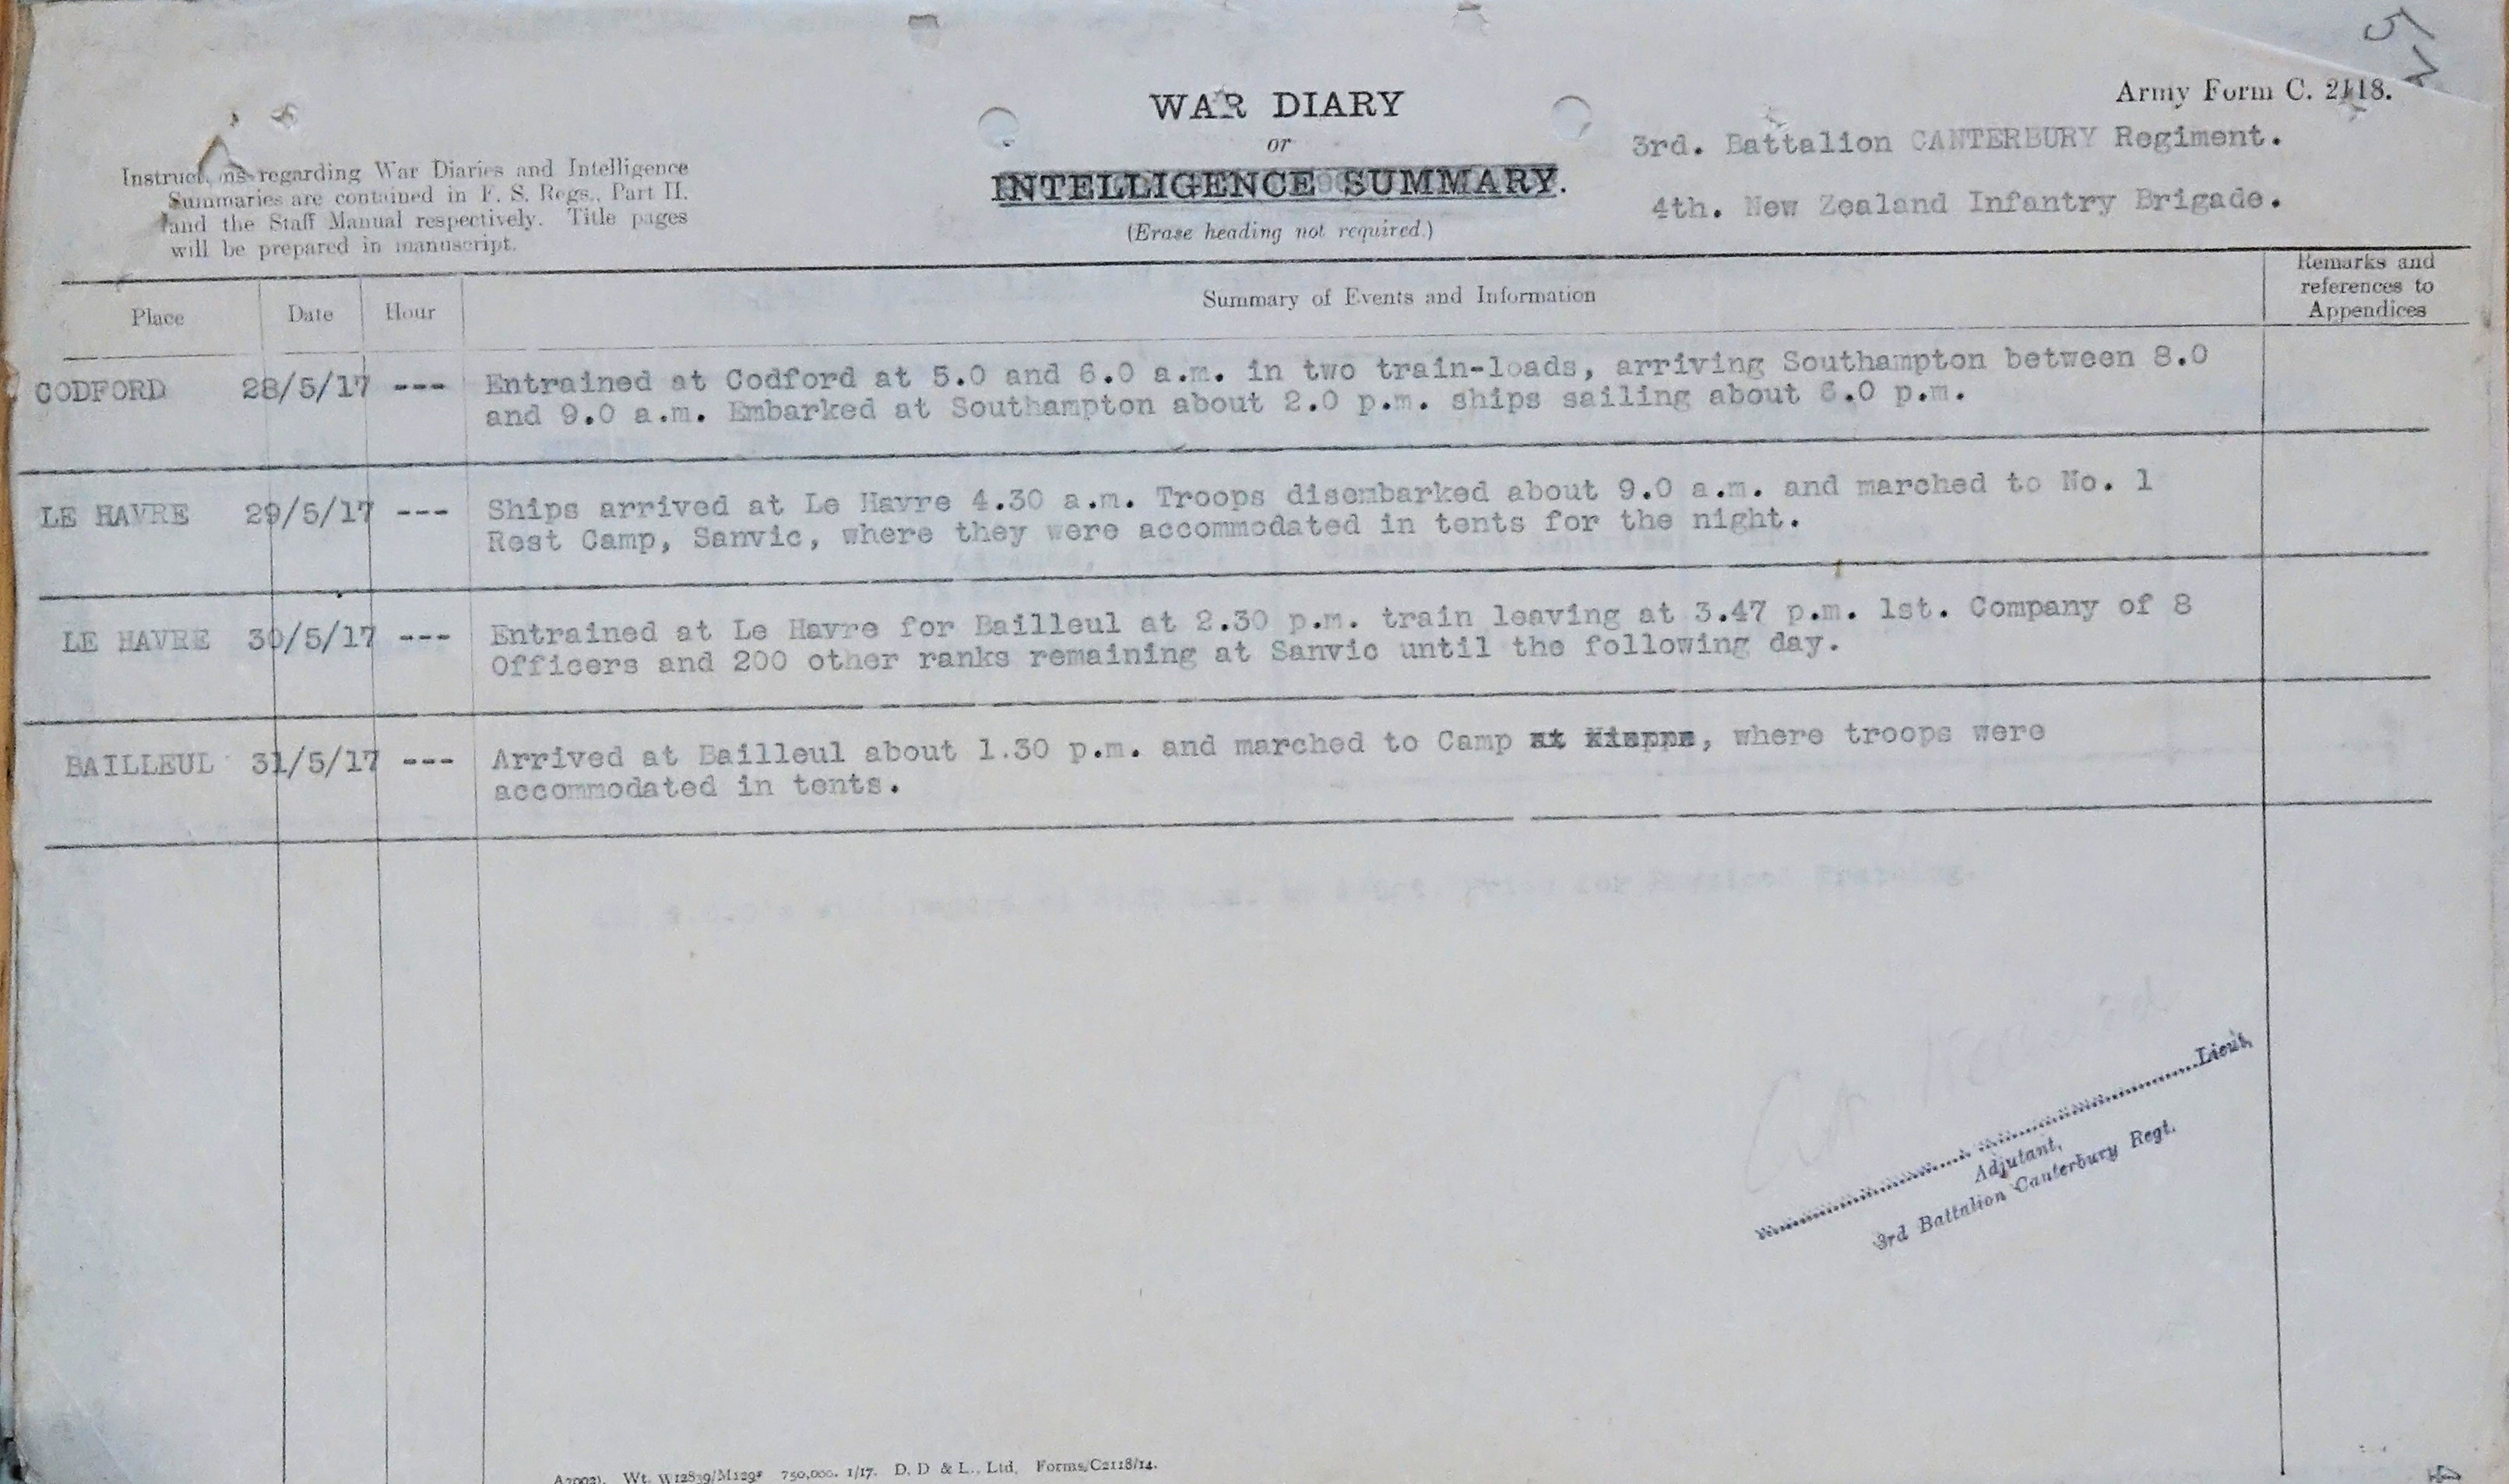 Army Form C. 2118.
WAR DIARY
or
INTELLIGENCE SUMMARY.
(Erase heading not required.)
3rd. Battalion CANTERBURY Regiment.
4th. New Zealand Infantry Brigade.
regarding War Diaries and Intelligence
Summaries are contained in F. S. Regs., Part II.
and the Staff Manual respectively. Title pages
will be prepared in manuscript.
Place Date Hour Summary of Events and Information Remarks and
references to
Appendices
CODFORD 28/5/17 --- Entrained at Codford at 5.0 and 6.0 a.m. in two train-loads, arriving Southampton between 8.0
and 9.0 a.m. Embarked at Southampton about 2.0 p.m. ships sailing about p.m.
LE HAVRE 29/5/17 --- Ships arrived at Le Havre 4.30 a.m. Troops disembarked about 9.0 a.m. and marched to No. 1
Rest Camp, Sanvic, where they were accommodated in tents for the night.
LE HAVRE 30/5/17 --- Entrained at Le Havre for Bailleul at 2.30 p.m. train leaving at 3.47 p.m. 1st. Company of 8
Officers and 200 other ranks remaining at Sanvic until the following day.
BAILLEUL 31/5/17 --- Arrived at Bailleul about 1.30 p.m. and marched to Camp at , where troops were
accommodated in tents.
Lieut,
Adjutant,
3rd Battalion Canterbury Regt.
Wt. W12839/M129 750,000. 1/17. D. D & L., Ltd. Forms/C2118/14.